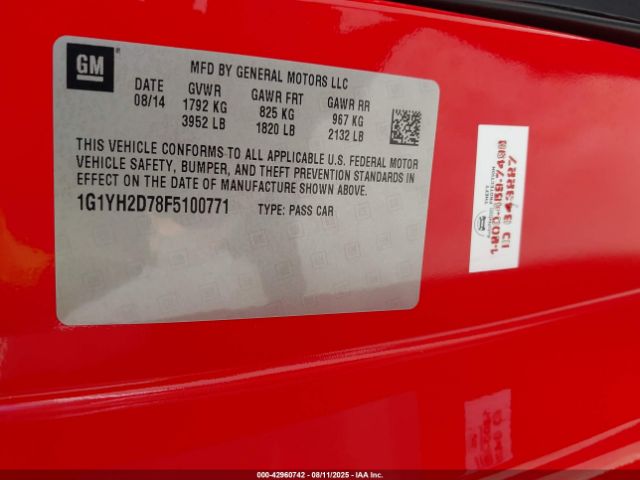 GM
MFD BY GENERAL MOTORS LLC
DATE GVWR GAWR FRT GAWR RR
08/14 1792 KG 825 KG 967 KG
3952 LB 1820 LB 2132 LB
THIS VEHICLE CONFORMS TO ALL APPLICABLE U.S. FEDERAL MOTOR
VEHICLE SAFETY, BUMPER, AND THEFT PREVENTION STANDARDS
IN EFFECT ON THE DATE OF MANUFACTURE SHOWN ABOVE.
1G1YH2D78F5100771 TYPE: PASS CAR
THEFT
PROTECTION
000-42960742 08/11/2025 IAA Inc.